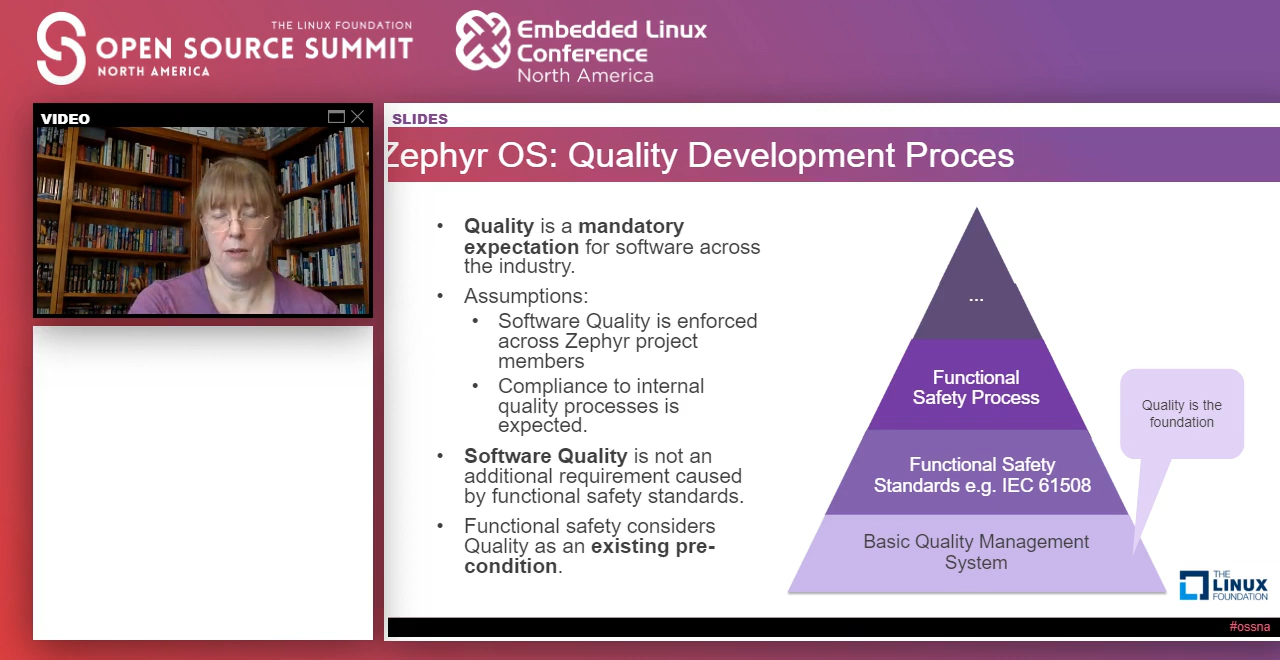 THE LINUX FOUNDATION
OPEN SOURCE SUMMIT
NORTH AMERICA
Embedded Linux
Conference
North America
VIDEO
SLIDES
Zephyr OS: Quality Development Proces
• Quality is a mandatory
expectation for software across
the industry.
• Assumptions:
• Software Quality is enforced
across Zephyr project
members
• Compliance to internal
quality processes is
expected.
• Software Quality is not an
additional requirement caused
by functional safety standards.
• Functional safety considers
Quality as an existing pre-
condition.
...
Functional
Safety Process
Functional Safety
Standards e.g. IEC 61508
Basic Quality Management
System
Quality is the
foundation
THE
LINUX
FOUNDATION
#ossna